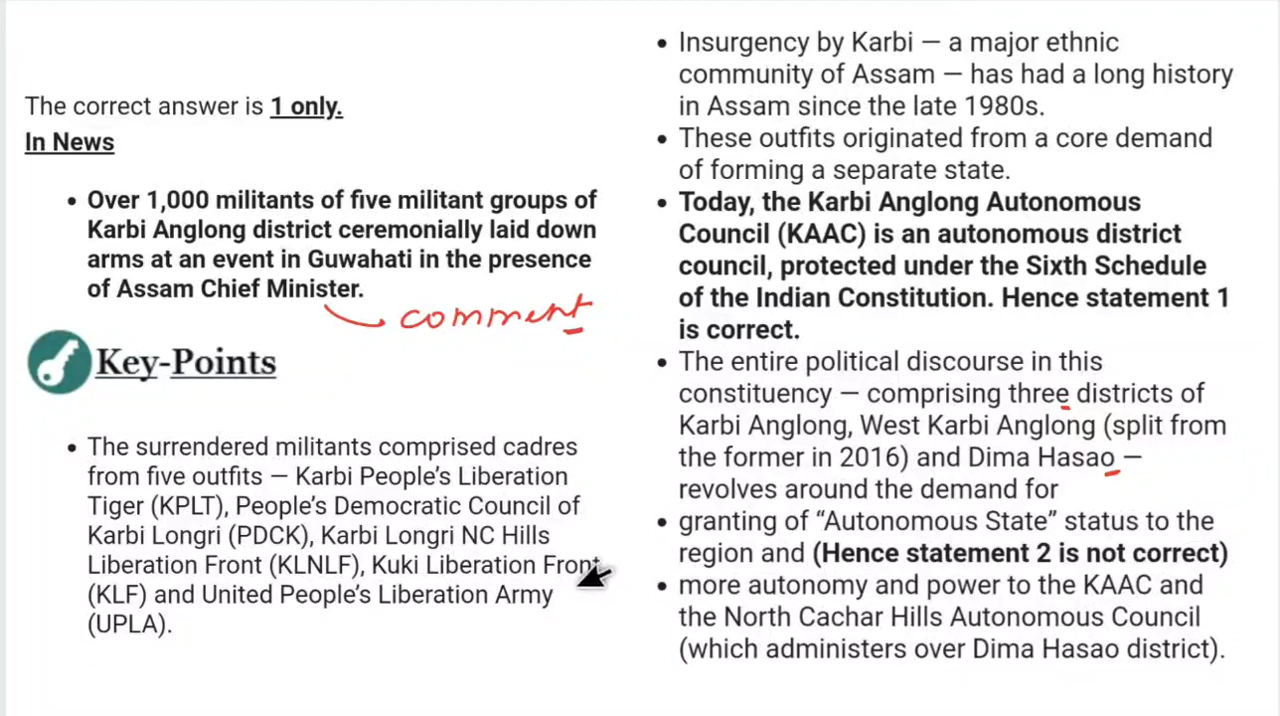 The correct answer is 1 only.
In News
• Over 1,000 militants of five militant groups of
Karbi Anglong district ceremonially laid down
arms at an event in Guwahati in the presence
of Assam Chief Minister.
comment
Key-Points
• The surrendered militants comprised cadres
from five outfits — Karbi People's Liberation
Tiger (KPLT), People's Democratic Council of
Karbi Longri (PDCK), Karbi Longri NC Hills
Liberation Front (KLNLF), Kuki Liberation Front
(KLF) and United People's Liberation Army
(UPLA).
• Insurgency by Karbi — a major ethnic
community of Assam — has had a long history
in Assam since the late 1980s.
• These outfits originated from a core demand
of forming a separate state.
• Today, the Karbi Anglong Autonomous
Council (KAAC) is an autonomous district
council, protected under the Sixth Schedule
of the Indian Constitution. Hence statement 1
is correct.
• The entire political discourse in this
constituency — comprising three districts of
Karbi Anglong, West Karbi Anglong (split from
the former in 2016) and Dima Hasao —
revolves around the demand for
• granting of “Autonomous State” status to the
region and (Hence statement 2 is not correct)
• more autonomy and power to the KAAC and
the North Cachar Hills Autonomous Council
(which administers over Dima Hasao district).